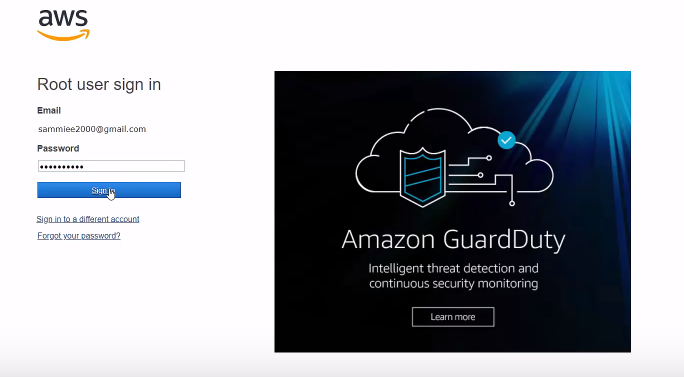 aws
Root user sign in
Email
sammiee2000@gmail.com
Password
••••••••••
Sign in
Sign in to a different account
Forgot your password?
Amazon GuardDuty
Intelligent threat detection and
continuous security monitoring
Learn more